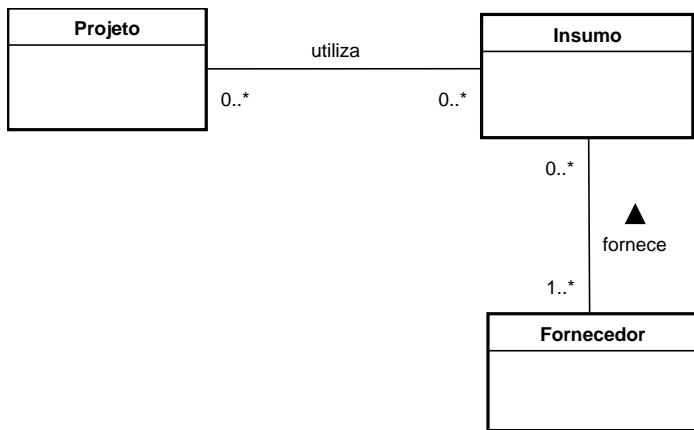 Projeto
Insumo
utiliza
0..*
0..*
0..*
fornece
1..*
Fornecedor